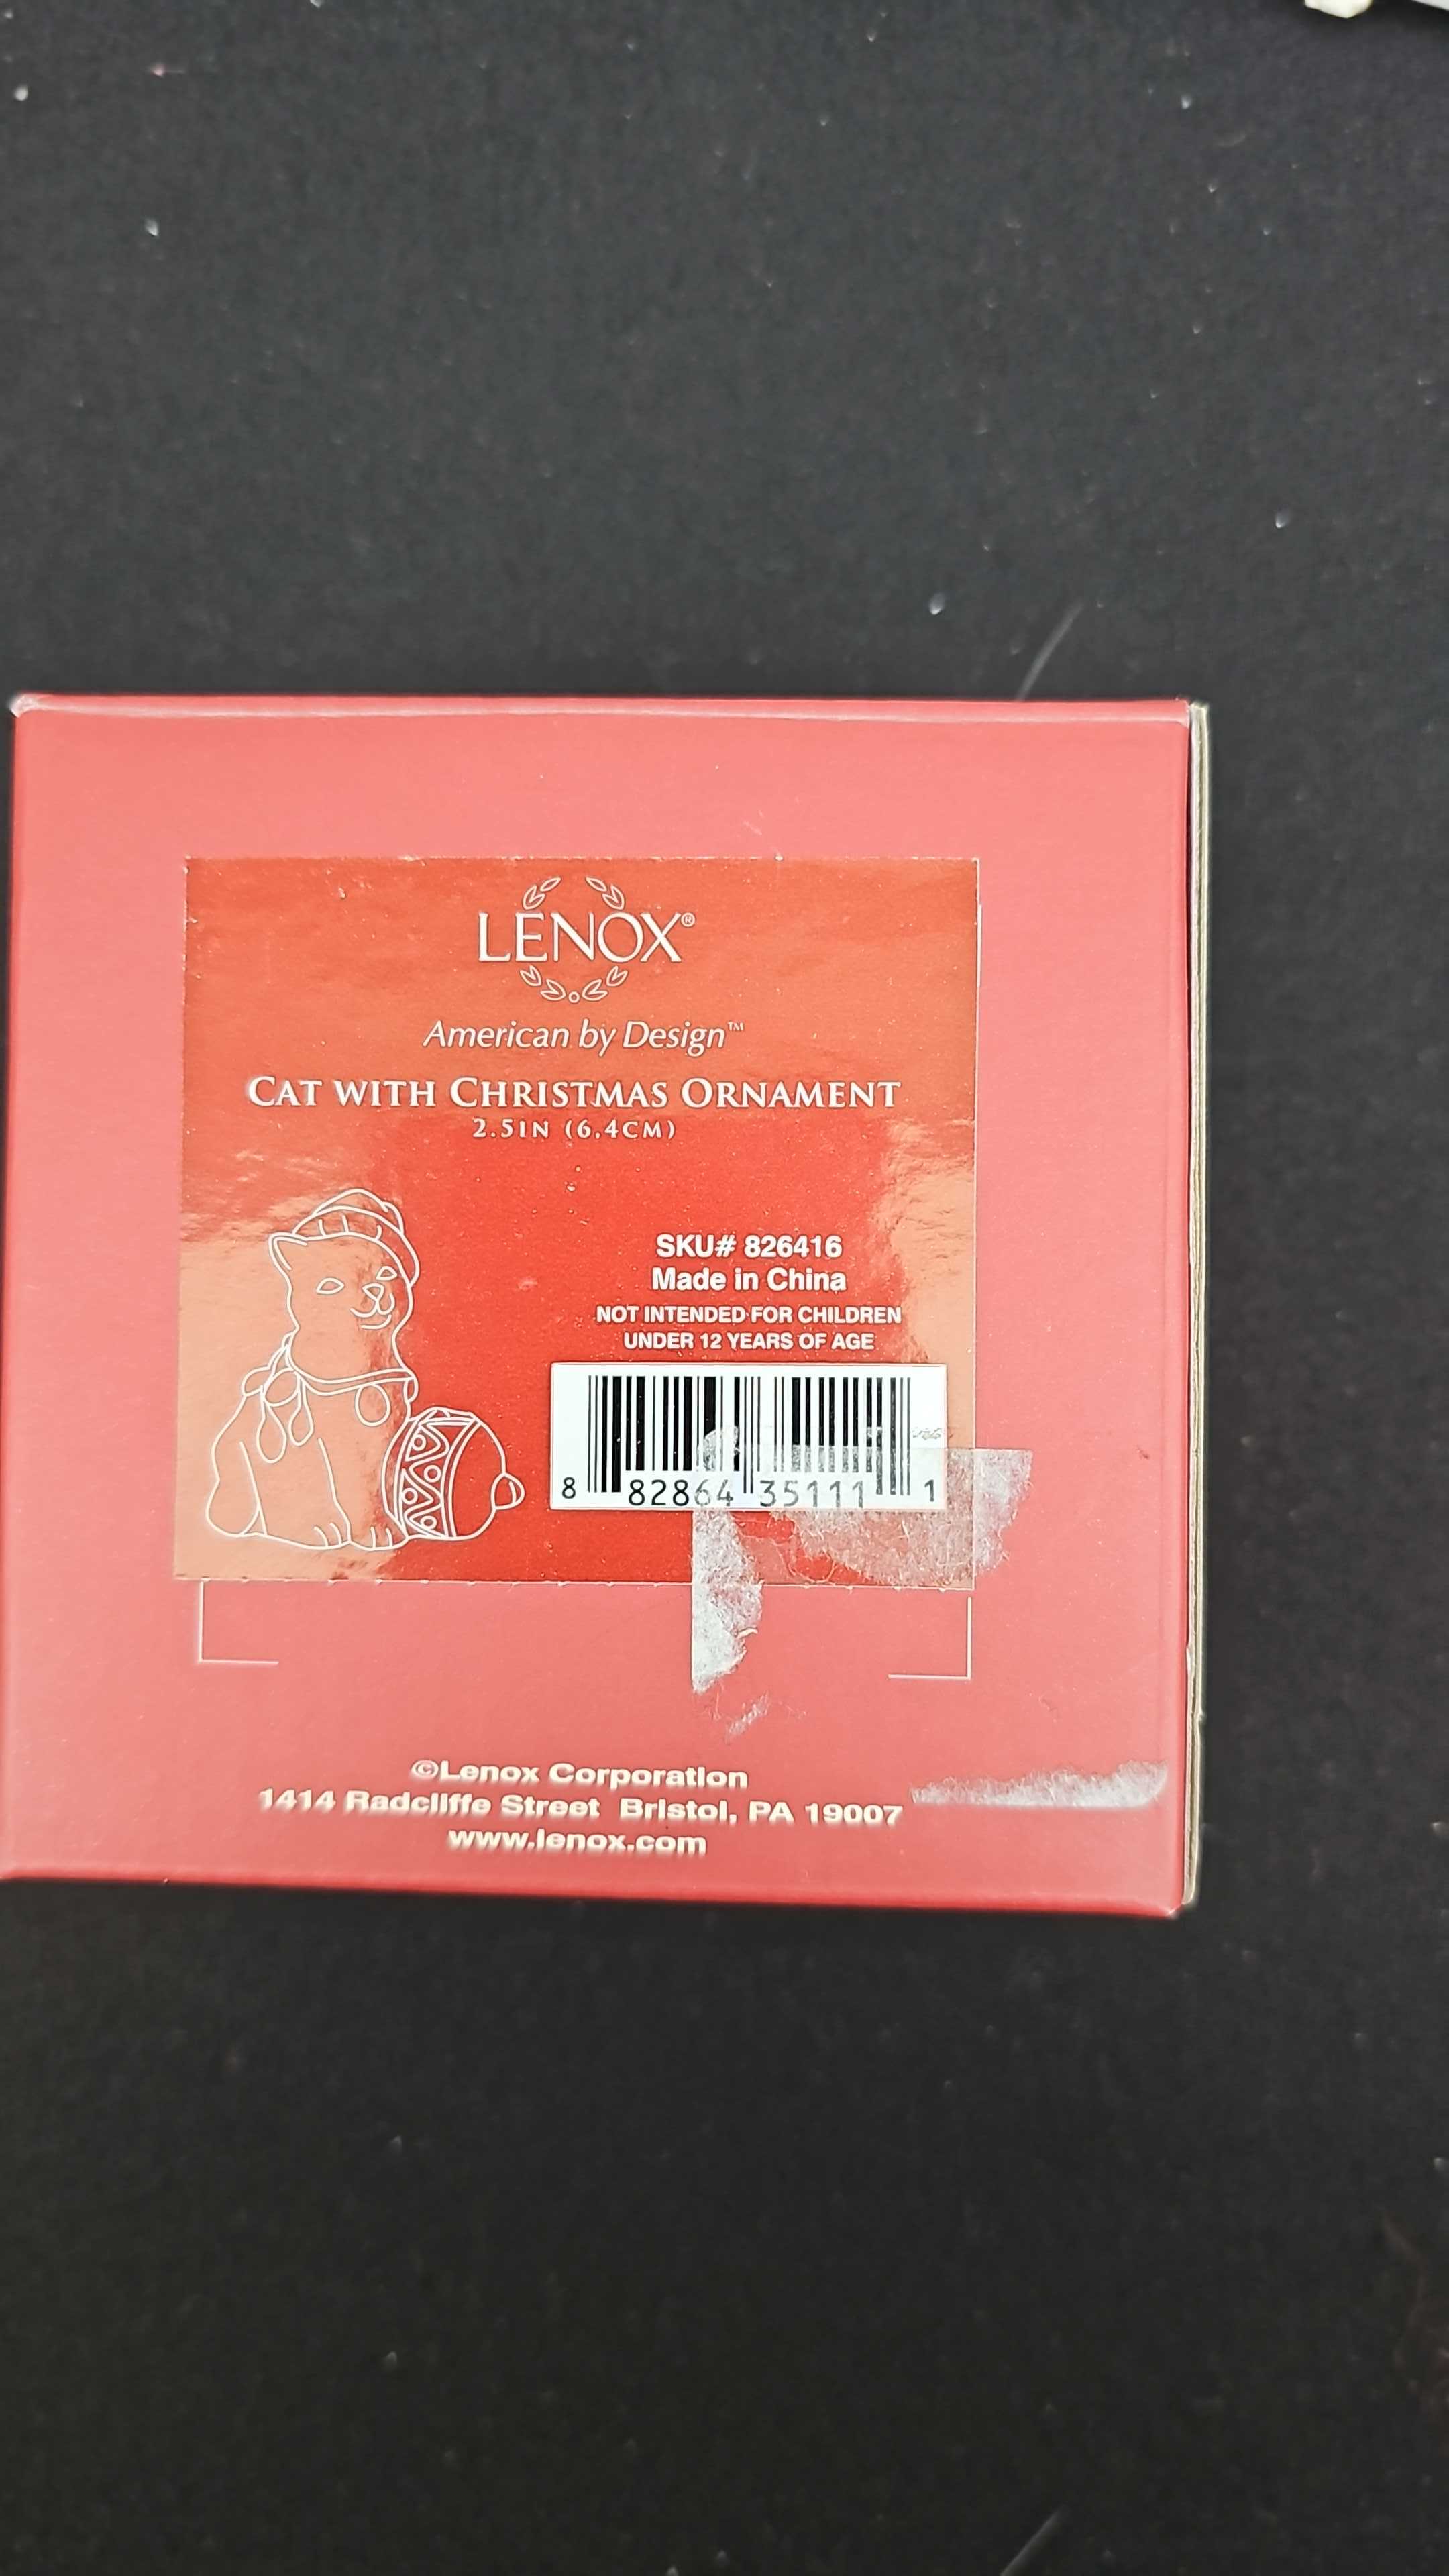 LENOX®
American by Design™
CAT WITH CHRISTMAS ORNAMENT
2.5IN (6.4CM)
SKU# 826416
Made in China
NOT INTENDED FOR CHILDREN
UNDER 12 YEARS OF AGE
8 82864 35111 1
©Lenox Corporation
1414 Radcliffe Street Bristol, PA 19007
www.lenox.com